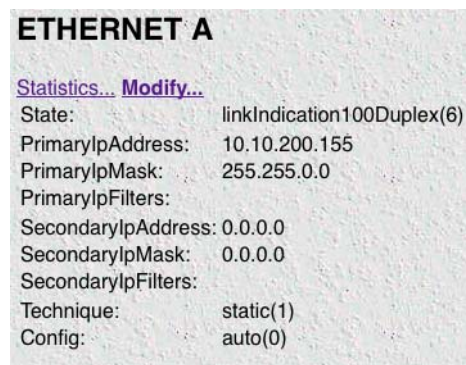 ETHERNET A
Statistics... Modify...
State: linkIndication100Duplex(6)
PrimaryIpAddress: 10.10.200.155
PrimaryIpMask: 255.255.0.0
PrimaryIpFilters:
SecondaryIpAddress: 0.0.0.0
SecondaryIpMask: 0.0.0.0
SecondaryIpFilters:
Technique: static(1)
Config: auto(0)